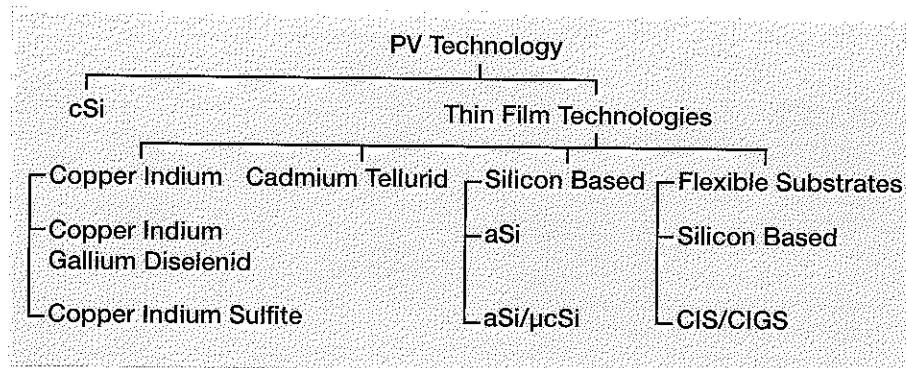 PV Technology
cSi
Thin Film Technologies
Copper Indium
Cadmium Tellurid
Silicon Based
Flexible Substrates
Copper Indium
Gallium Diselenid
aSi
Silicon Based
Copper Indium Sulfite
aSi/µcSi
CIS/CIGS